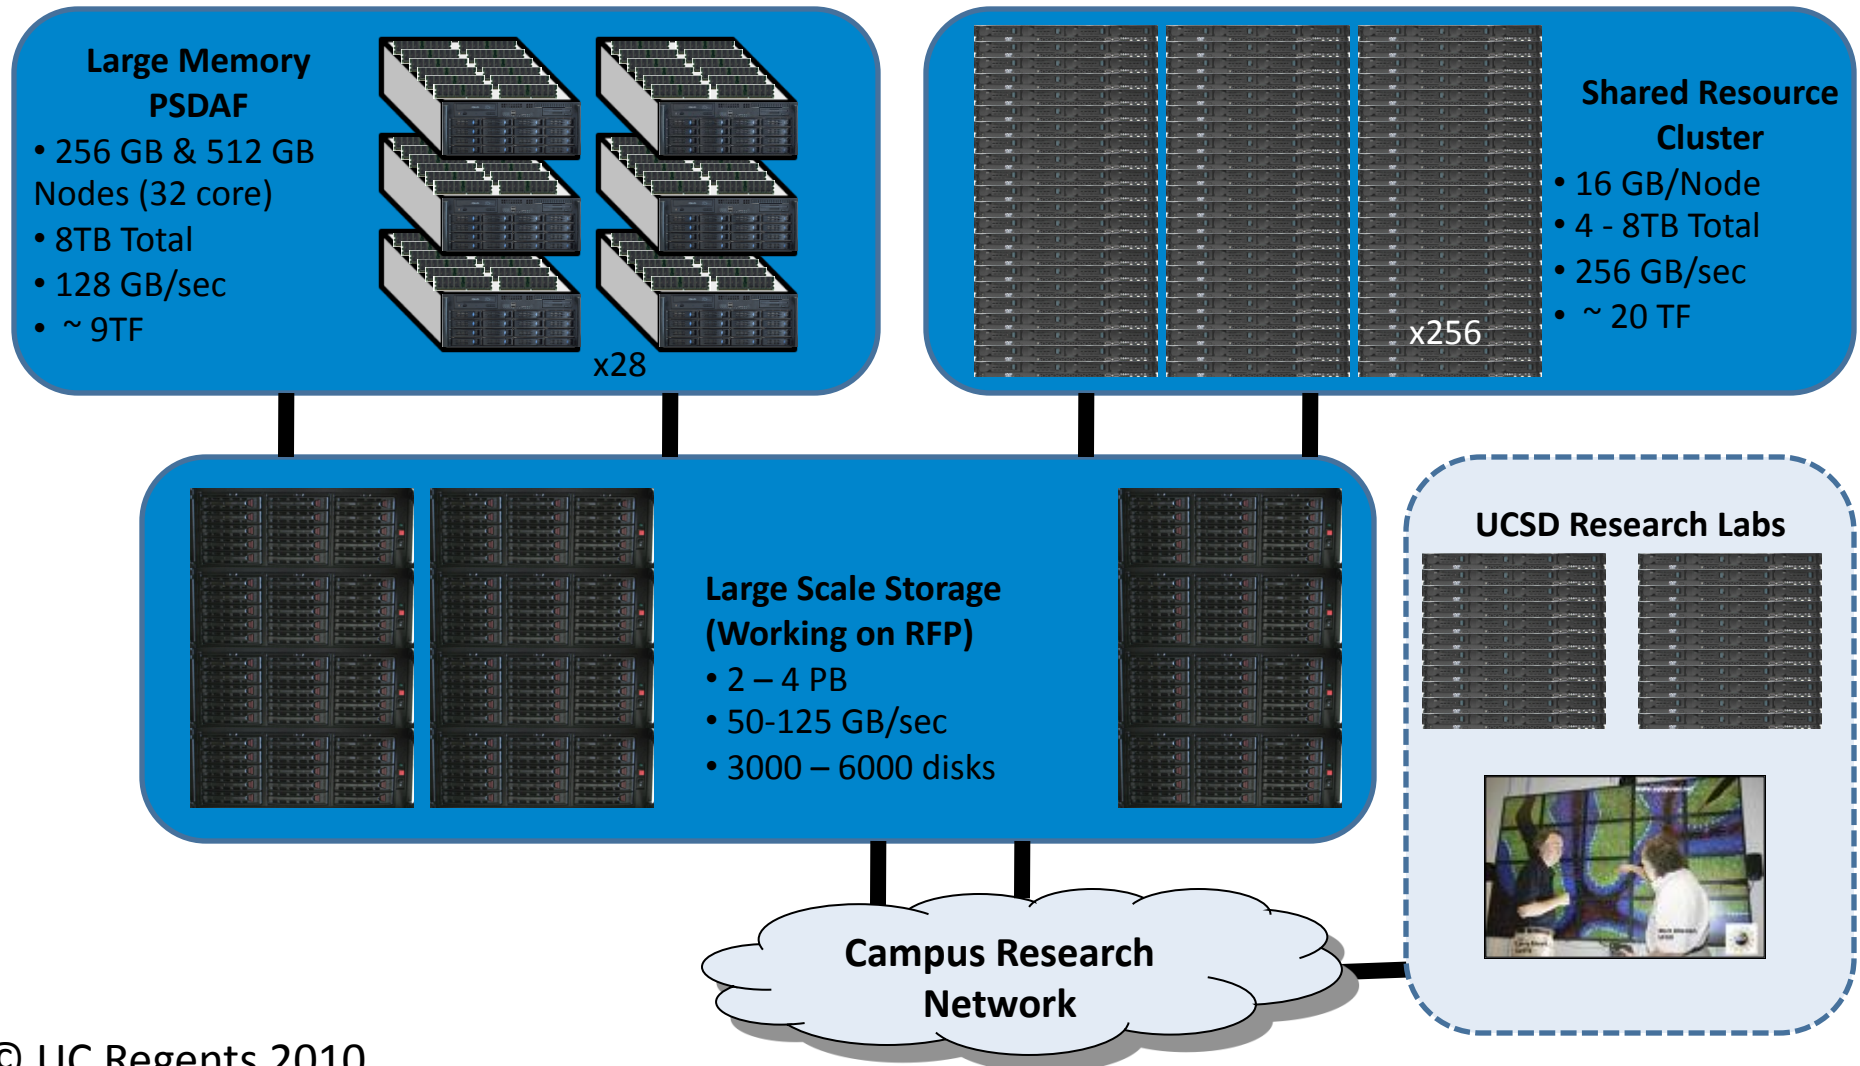 Large Memory
PSDAF
• 256 GB & 512 GB
Nodes (32 core)
• 8TB Total
• 128 GB/sec
• ~ 9TF
x28
Shared Resource
Cluster
• 16 GB/Node
• 4 - 8TB Total
• 256 GB/sec
• ~ 20 TF
x256
Large Scale Storage
(Working on RFP)
• 2 – 4 PB
• 50-125 GB/sec
• 3000 – 6000 disks
UCSD Research Labs
Campus Research
Network
© UC Regents 2010